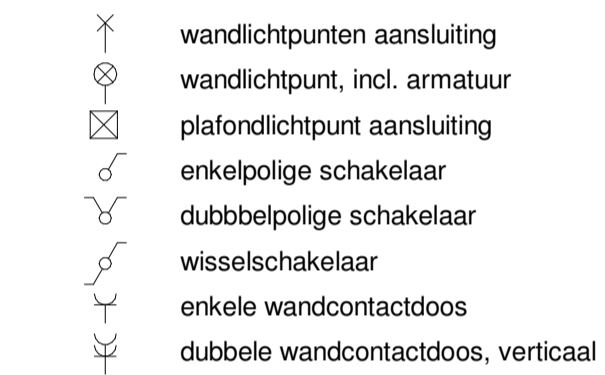 wandlichtpunten aansluiting
wandlichtpunt, incl. armatuur
plafondlichtpunt aansluiting
enkelpolige schakelaar
dubbbelpolige schakelaar
wisselschakelaar
enkele wandcontactdoos
dubbele wandcontactdoos, verticaal